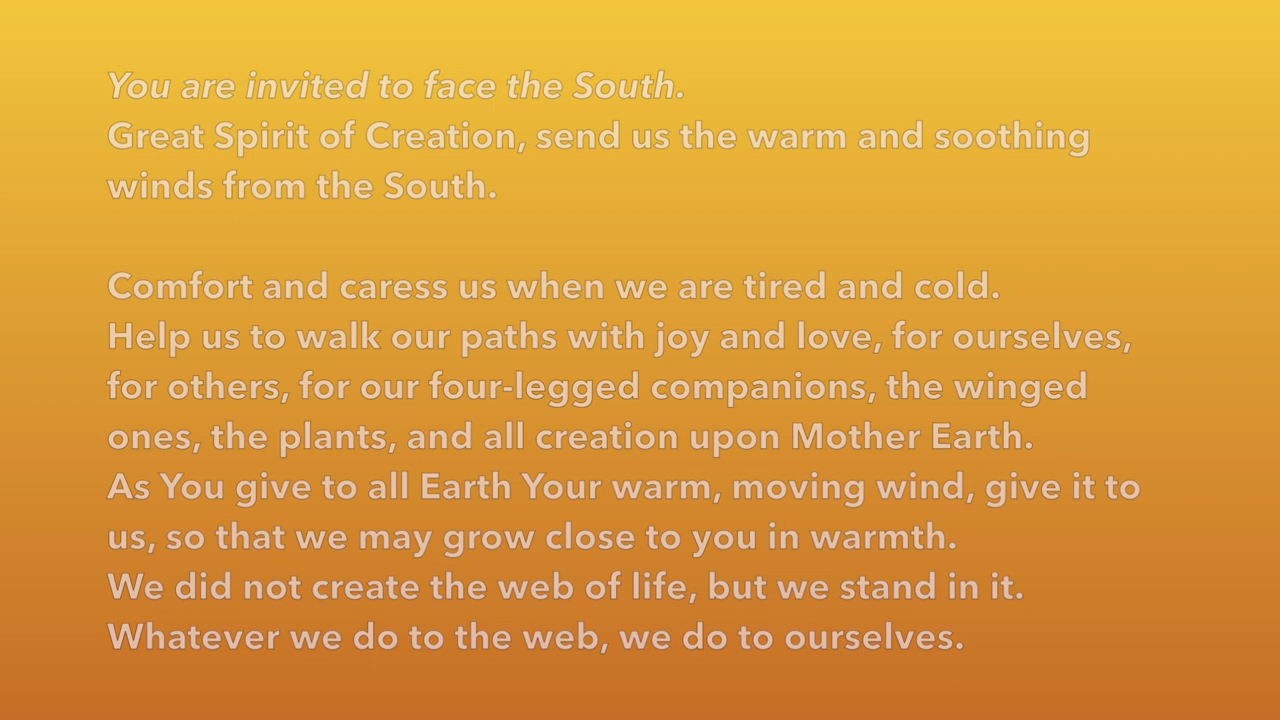 You are invited to face the South.
Great Spirit of Creation, send us the warm and soothing
winds from the South.
Comfort and caress us when we are tired and cold.
Help us to walk our paths with joy and love, for ourselves,
for others, for our four-legged companions, the winged
ones, the plants, and all creation upon Mother Earth.
As You give to all Earth Your warm, moving wind, give it to
us, so that we may grow close to you in warmth.
We did not create the web of life, but we stand in it.
Whatever we do to the web, we do to ourselves.